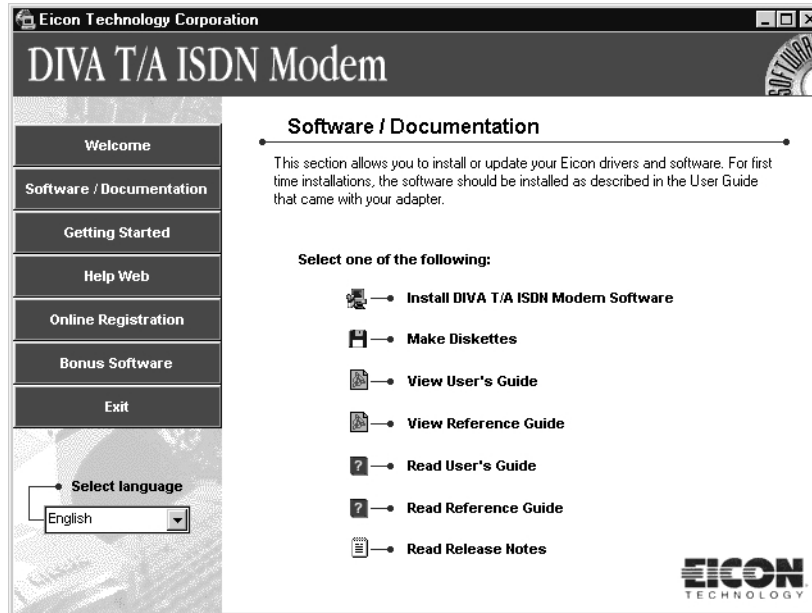 Eicon Technology Corporation
DIVA T/A ISDN Modem
SOFTWARE
Welcome
Software / Documentation
Getting Started
Help Web
Online Registration
Bonus Software
Exit
Select language
English
Software / Documentation
This section allows you to install or update your Eicon drivers and software. For first
time installations, the software should be installed as described in the User Guide
that came with your adapter.
Select one of the following:
Install DIVA T/A ISDN Modem Software
Make Diskettes
View User's Guide
View Reference Guide
Read User's Guide
Read Reference Guide
Read Release Notes
EICON
TECHNOLOGY